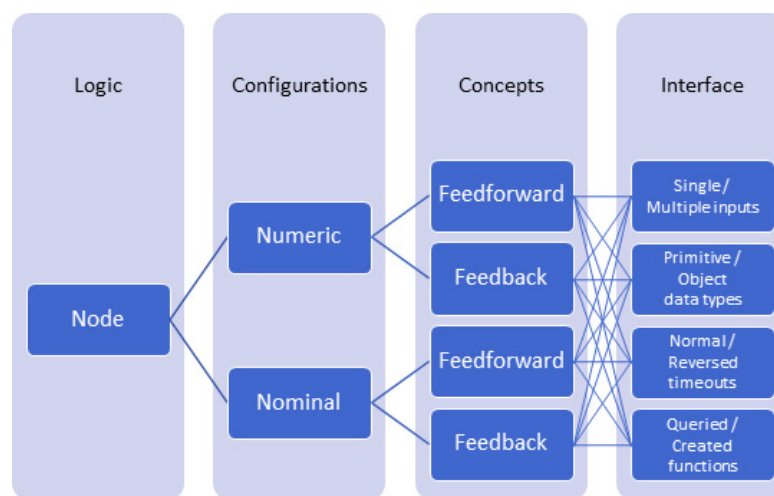 Logic
Configurations
Concepts
Interface
Node
Numeric
Nominal
Feedforward
Feedback
Feedforward
Feedback
Single /
Multiple inputs
Primitive /
Object
data types
Normal /
Reversed
timeouts
Queried /
Created
functions